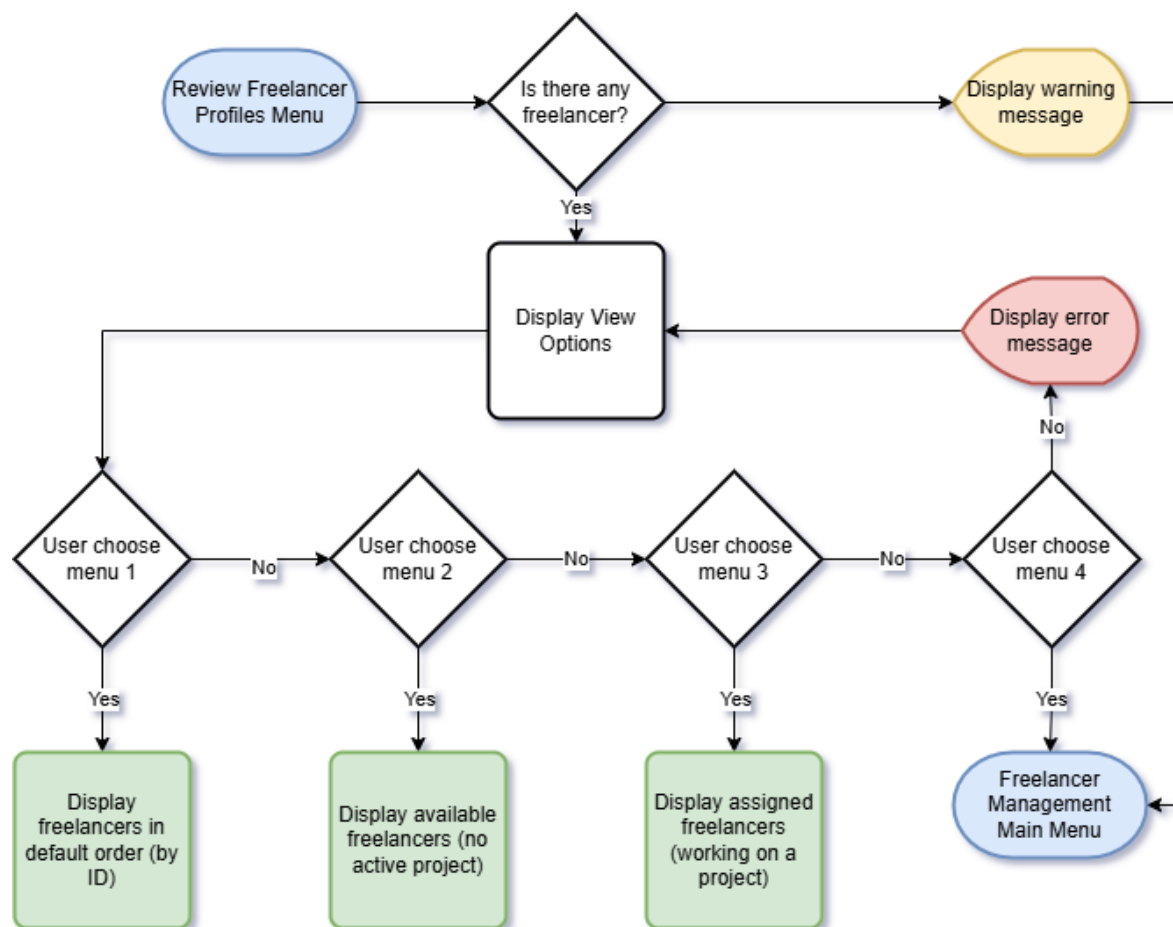 Review Freelancer
Profiles Menu
Is there any
freelancer?
Display warning
message
Yes
Display View
Options
Display error
message
No
User choose
menu 1
No
User choose
menu 2
No
User choose
menu 3
No
User choose
menu 4
Yes
Yes
Yes
Yes
Display
freelancers in
default order (by
ID)
Display available
freelancers (no
active project)
Display assigned
freelancers
(working on a
project)
Freelancer
Management
Main Menu